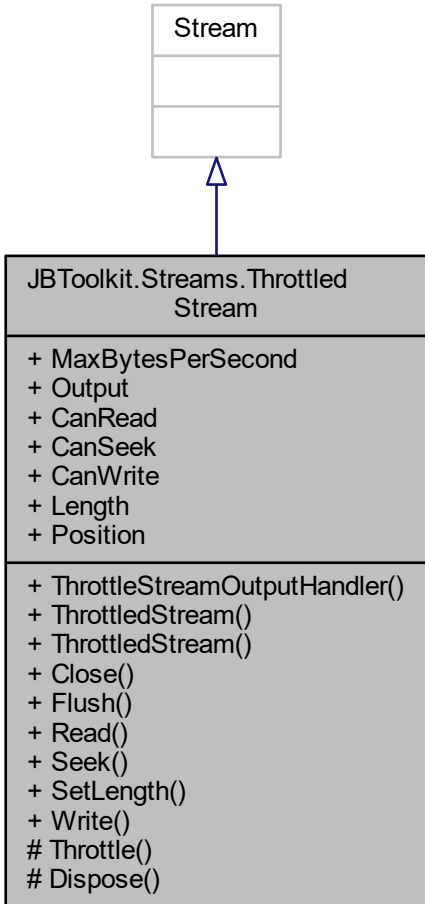 Stream
JBToolkit.Streams.Throttled
Stream
+ MaxBytesPerSecond
+ Output
+ CanRead
+ CanSeek
+ CanWrite
+ Length
+ Position
+ ThrottleStreamOutputHandler()
+ ThrottledStream()
+ ThrottledStream()
+ Close()
+ Flush()
+ Read()
+ Seek()
+ SetLength()
+ Write()
# Throttle()
# Dispose()